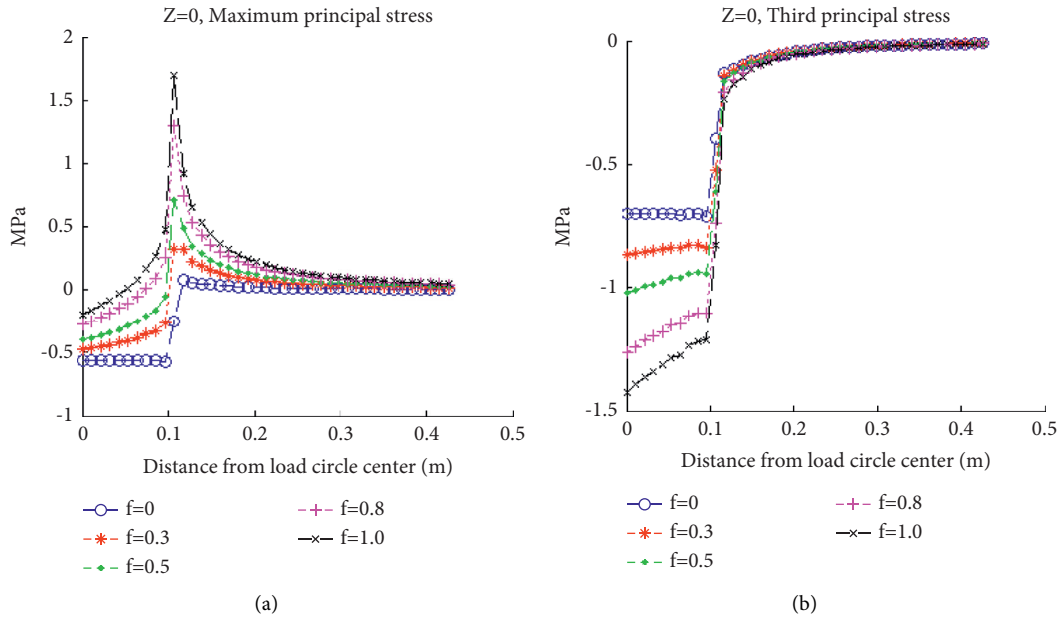 Z=0, Maximum principal stress
2
1.5
1
0.5
0
-0.5
-1
MPa
0
0.1
0.2
0.3
0.4
0.5
Distance from load circle center (m)
f=0
f=0.3
f=0.5
f=0.8
f=1.0
(a)
Z=0, Third principal stress
0
-0.5
-1
-1.5
MPa
0
0.1
0.2
0.3
0.4
0.5
Distance from load circle center (m)
f=0
f=0.3
f=0.5
f=0.8
f=1.0
(b)